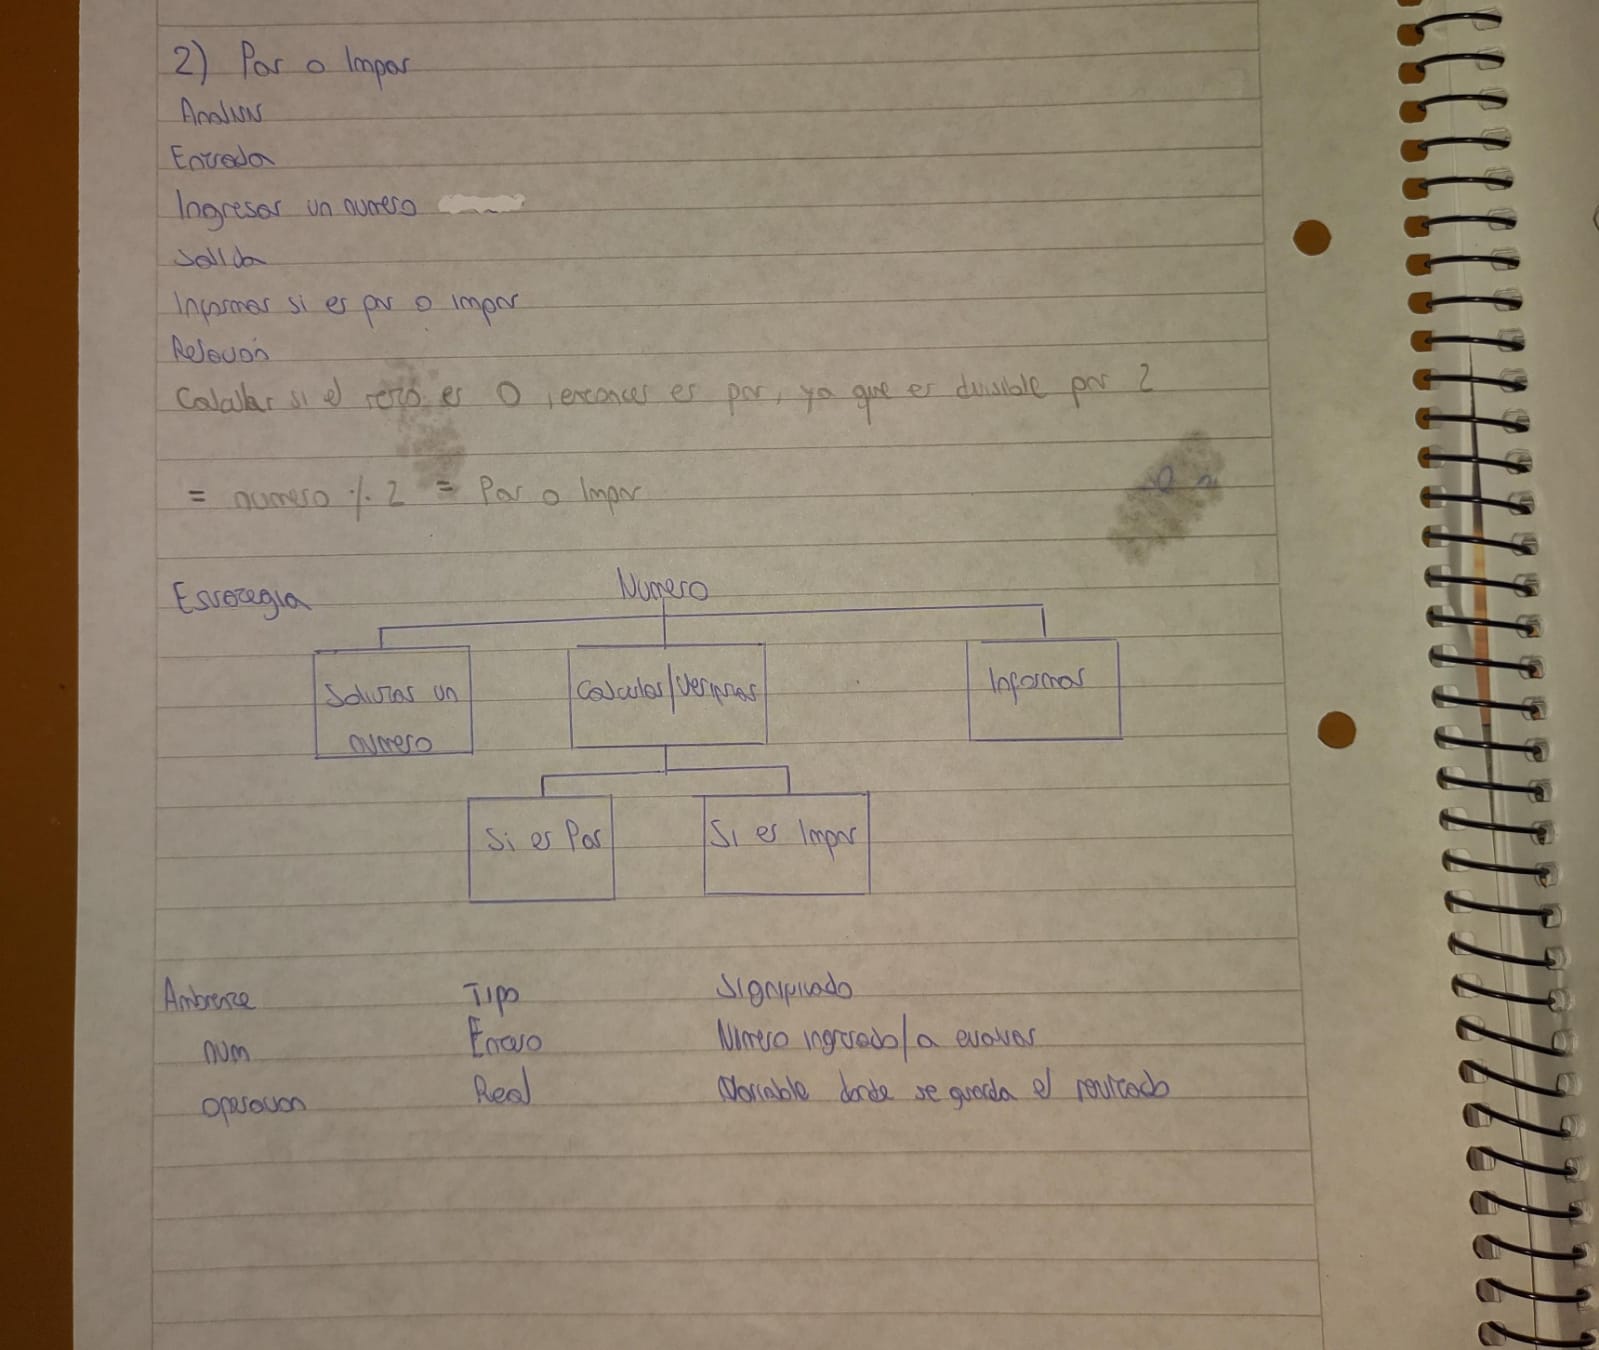 2) Par o Impar
Analisis
Entrada
Ingresar un numero
Salida
Informar si es par o impar
Relación
Calcular si el resto es 0, entonces es par, ya que es divisible por 2
= numero % 2 = Par o Impar
Estrategia
Numero
Solicitar un numero
Calcular/Verificar
Informar
Si es Par
Si es Impar
Ambiente Tipo Significado
num Entero Numero ingresado/a evaluar
operacion Real Variable donde se guarda el resultado